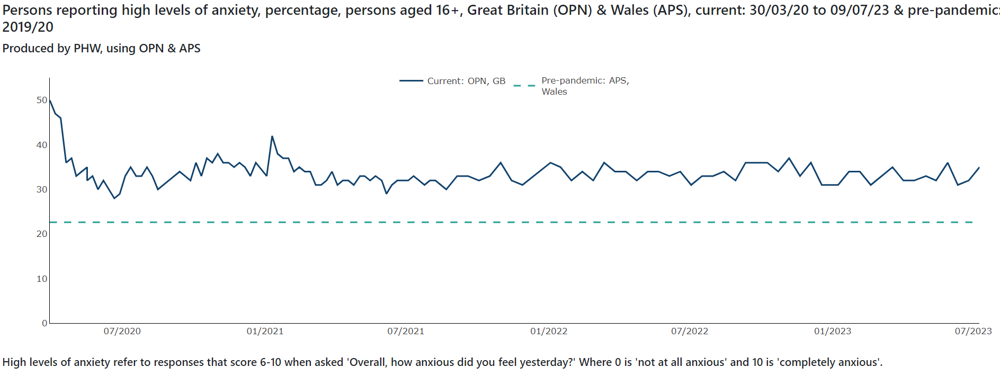 Persons reporting high levels of anxiety, percentage, persons aged 16+, Great Britain (OPN) & Wales (APS), current: 30/03/20 to 09/07/23 & pre-pandemic:
2019/20
Produced by PHW, using OPN & APS
Current: OPN, GB
Pre-pandemic: APS,
Wales
50
40
30
20
10
0
07/2020
01/2021
07/2021
01/2022
07/2022
01/2023
07/2023
High levels of anxiety refer to responses that score 6-10 when asked 'Overall, how anxious did you feel yesterday?' Where 0 is 'not at all anxious' and 10 is 'completely anxious'.